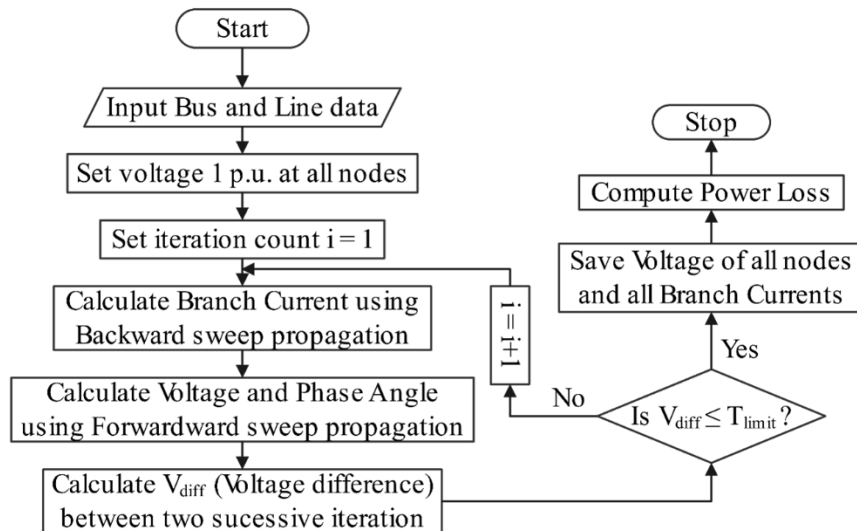 Start
Input Bus and Line data
Set voltage 1 p.u. at all nodes
Set iteration count i = 1
Calculate Branch Current using
Backward sweep propagation
Calculate Voltage and Phase Angle
using Forwardward sweep propagation
Calculate Vdiff (Voltage difference)
between two sucessive iteration
Is Vdiff ≤ Tlimit?
No
i = i+1
Yes
Save Voltage of all nodes
and all Branch Currents
Compute Power Loss
Stop